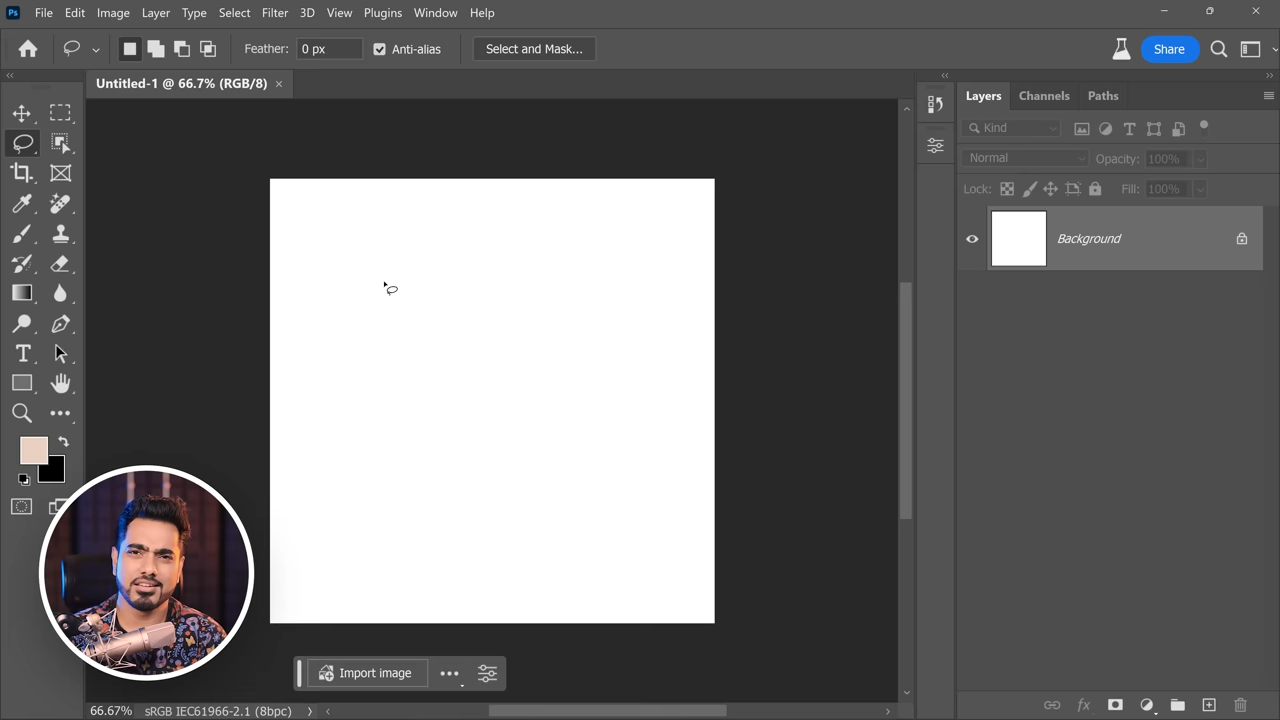 Ps File Edit Image Layer Type Select Filter 3D View Plugins Window Help
Feather: 0 px Anti-alias Select and Mask... Share
Untitled-1 @ 66.7% (RGB/8) ×
Layers Channels Paths
Kind
Normal Opacity: 100%
Lock: Fill: 100%
Background
Import image
66.67% sRGB IEC61966-2.1 (8bpc)